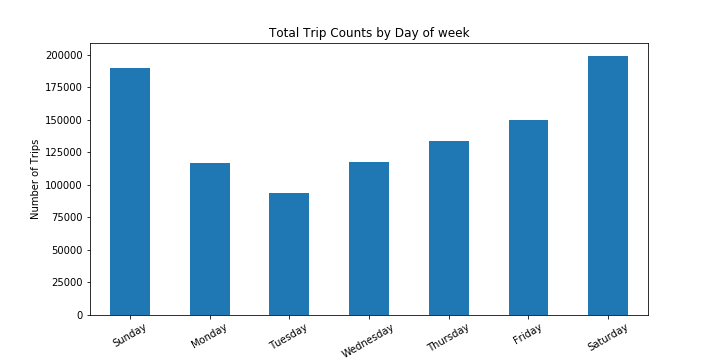 Total Trip Counts by Day of week
200000
175000
150000
125000
100000
75000
50000
25000
0
Number of Trips
Sunday
Monday
Tuesday
Wednesday
Thursday
Friday
Saturday